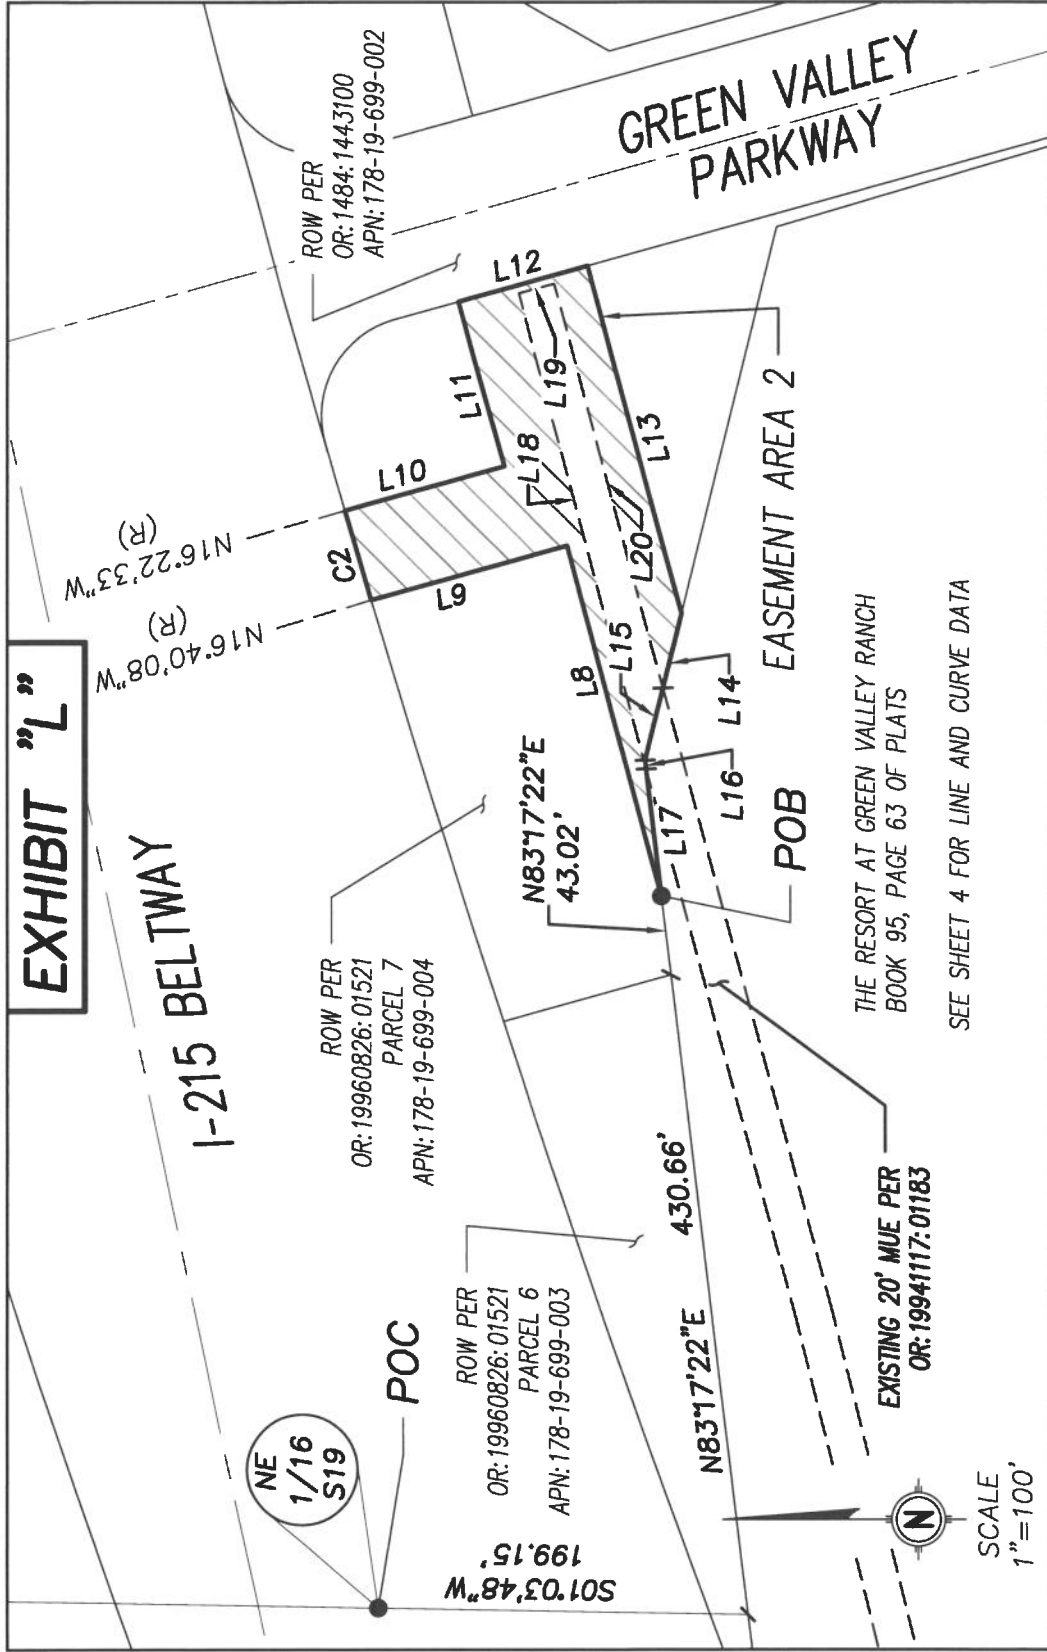 EXHIBIT "L"
I-215 BELTWAY
N16°40'08"W
(R)
N16°22'33"W
(R)
ROW PER
OR:1484:1443100
APN:178-19-699-002
GREEN VALLEY
PARKWAY
NE
1/16
S19
POC
S01°03'48"W
199.15'
ROW PER
OR:19960826:01521
PARCEL 6
APN:178-19-699-003
ROW PER
OR:19960826:01521
PARCEL 7
APN:178-19-699-004
N83°17'22"E
430.66'
N83°17'22"E
43.02'
C2
L8
L9
L10
L11
L12
L13
L14
L15
L16
L17
L18
L19
L20
POB
EASEMENT AREA 2
EXISTING 20' MUE PER
OR:19941117:01183
THE RESORT AT GREEN VALLEY RANCH
BOOK 95, PAGE 63 OF PLATS
SEE SHEET 4 FOR LINE AND CURVE DATA
N
SCALE
1"=100'